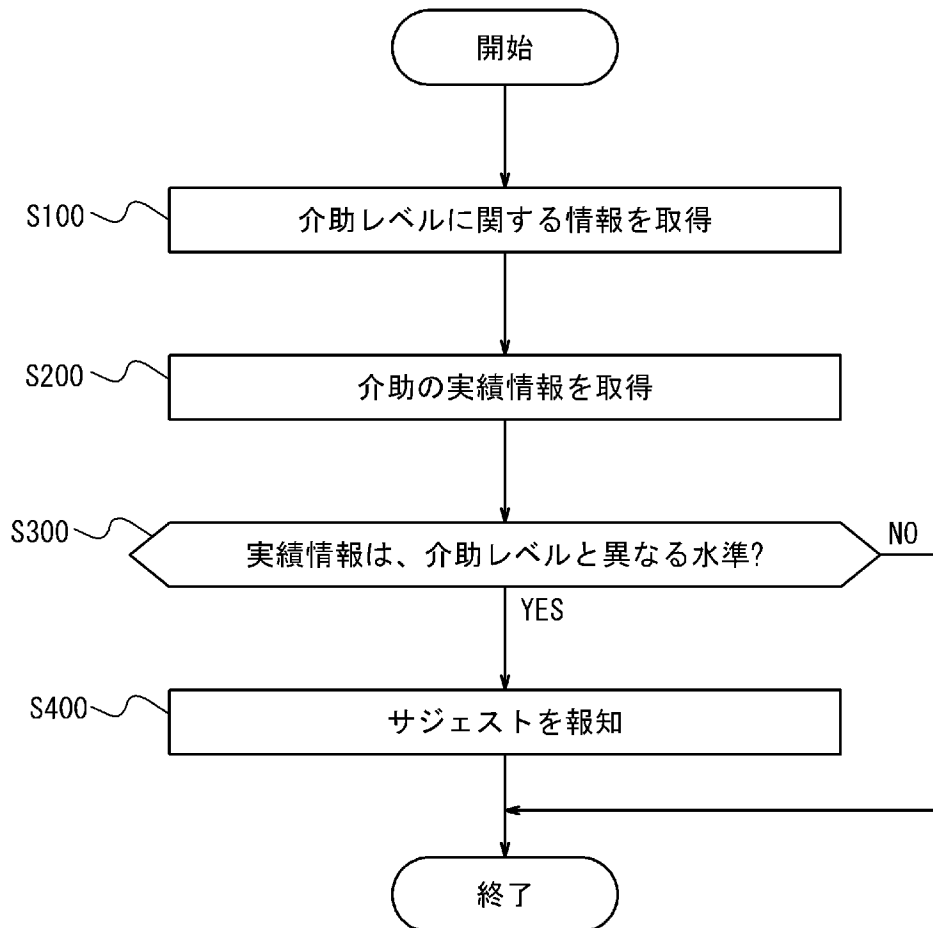 開始
S100
介助レベルに関する情報を取得
S200
介助の実績情報を取得
S300
実績情報は、介助レベルと異なる水準?
NO
YES
S400
サジェストを報知
終了